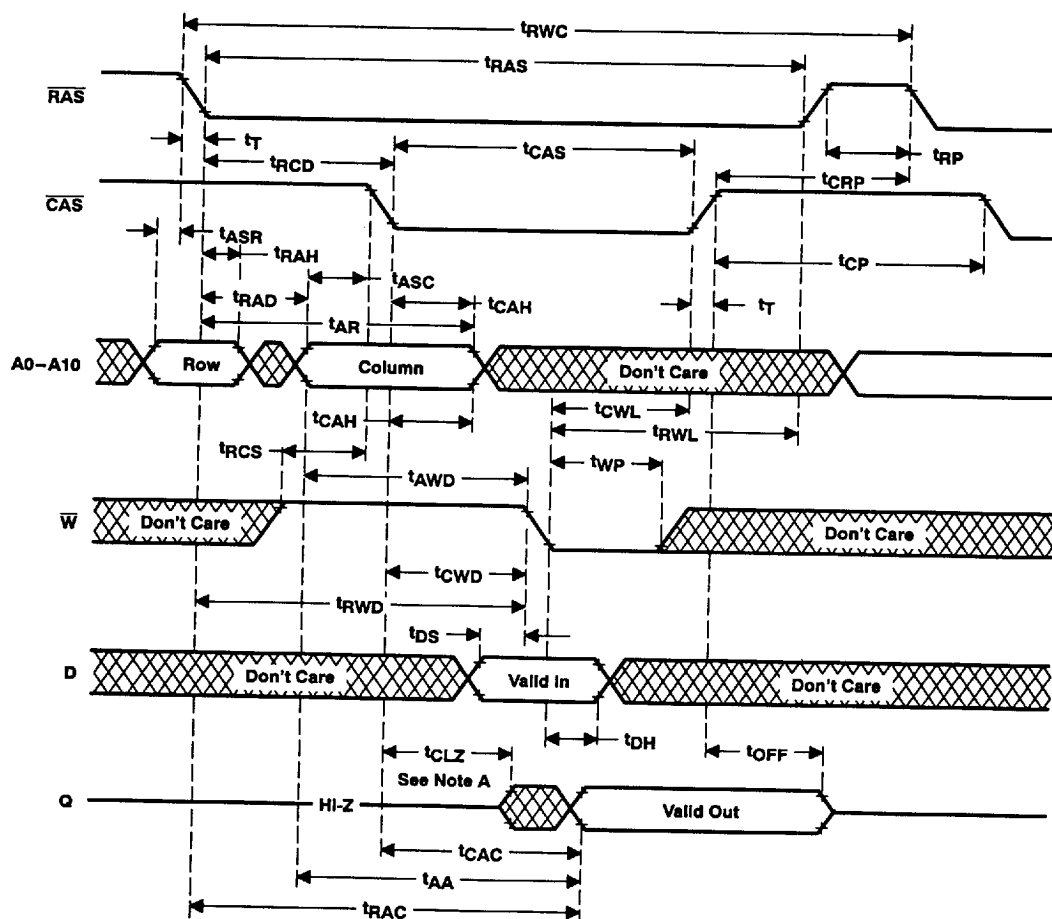 tRWC
tRAS
RAS
tT
tRCD
tCAS
tRP
tCRP
CAS
tASR
tRAH
tASC
tCP
tRAD
tCAH
tT
tAR
A0–A10
Row
Column
Don't Care
tCAH
tCWL
tRCS
tRWL
tAWD
tWP
W
Don't Care
Don't Care
tCWD
tRWD
tDS
D
Don't Care
Valid In
Don't Care
tCLZ
tDH
tOFF
See Note A
Q
HI-Z
Valid Out
tCAC
tAA
tRAC